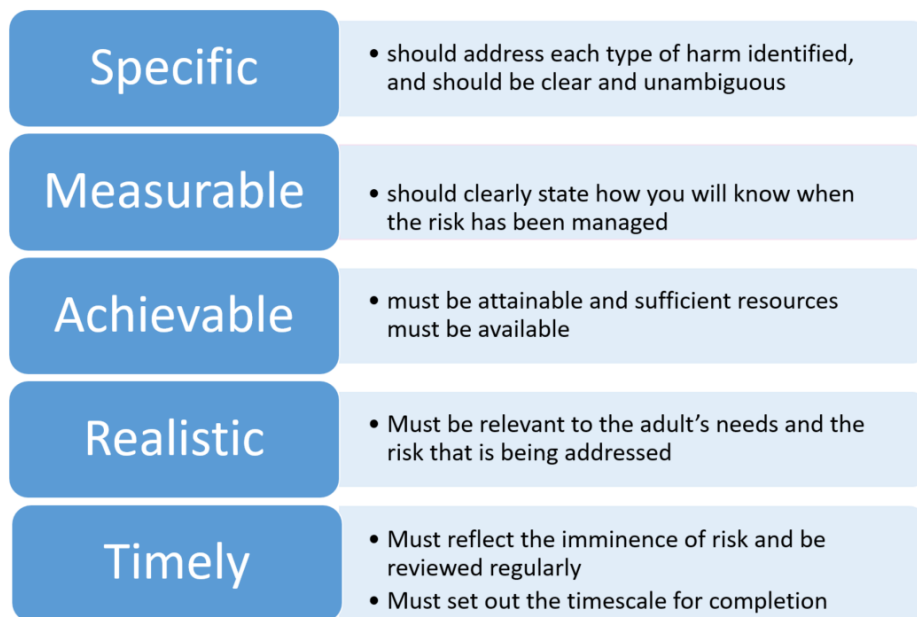 Specific
• should address each type of harm identified,
and should be clear and unambiguous
Measurable
• should clearly state how you will know when
the risk has been managed
Achievable
• must be attainable and sufficient resources
must be available
Realistic
• Must be relevant to the adult’s needs and the
risk that is being addressed
Timely
• Must reflect the imminence of risk and be
reviewed regularly
• Must set out the timescale for completion